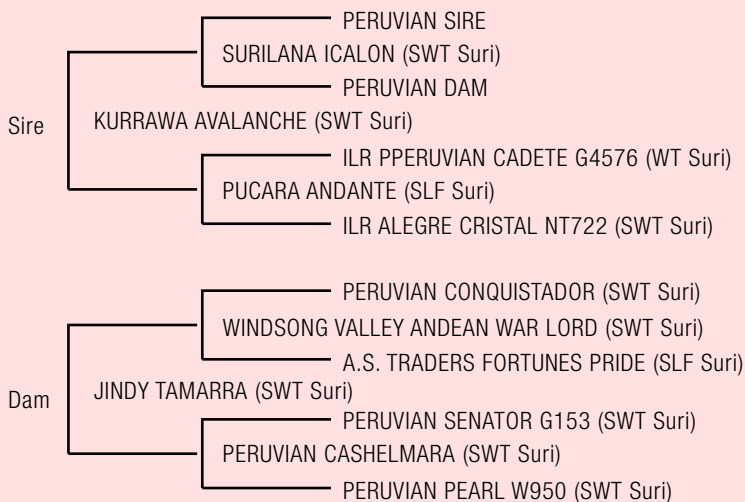 PERUVIAN SIRE
SURILANA ICALON (SWT Suri)
PERUVIAN DAM
Sire
KURRAWA AVALANCHE (SWT Suri)
ILR PPERUVIAN CADETE G4576 (WT Suri)
PUCARA ANDANTE (SLF Suri)
ILR ALEGRE CRISTAL NT722 (SWT Suri)
PERUVIAN CONQUISTADOR (SWT Suri)
WINDSONG VALLEY ANDEAN WAR LORD (SWT Suri)
A.S. TRADERS FORTUNES PRIDE (SLF Suri)
Dam
JINDY TAMARRA (SWT Suri)
PERUVIAN SENATOR G153 (SWT Suri)
PERUVIAN CASHELMARA (SWT Suri)
PERUVIAN PEARL W950 (SWT Suri)